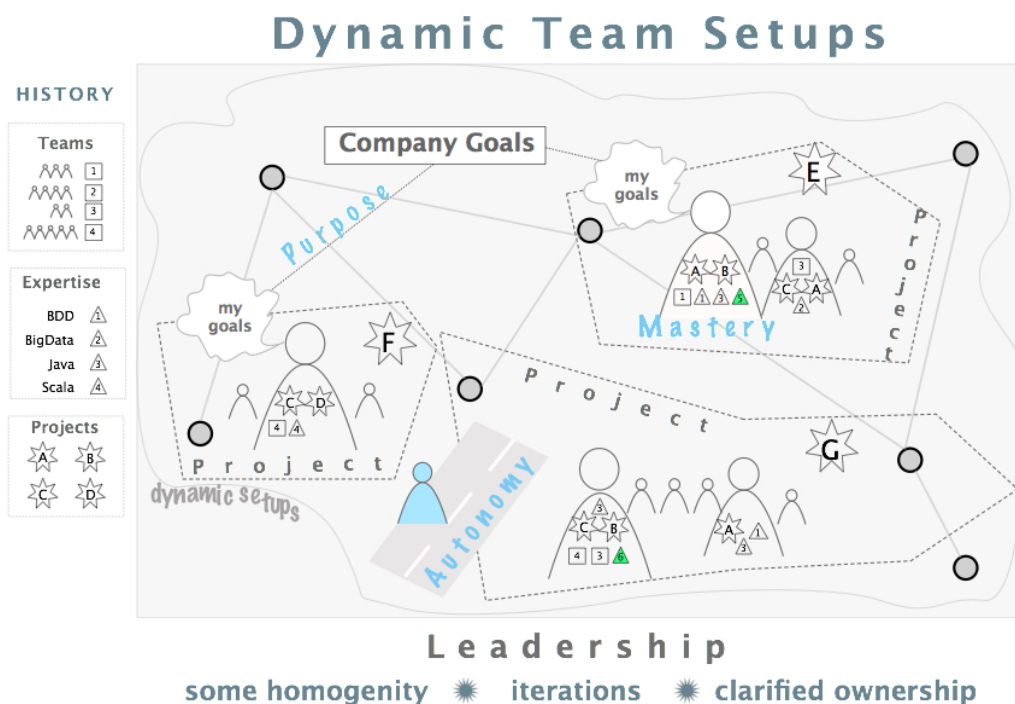 Dynamic Team Setups
HISTORY
Teams
1
2
3
4
Expertise
BDD 1
BigData 2
Java 3
Scala 4
Projects
A B
C D
Company Goals
Purpose
my
goals
E
Project
A B
1 1 3 5
3
C A
2
Mastery
my
goals
F
C D
4 4
Project
dynamic setups
Project
G
Autonomy
3
C B
4 3 6
A 1
3
Leadership
some homogenity iterations clarified ownership